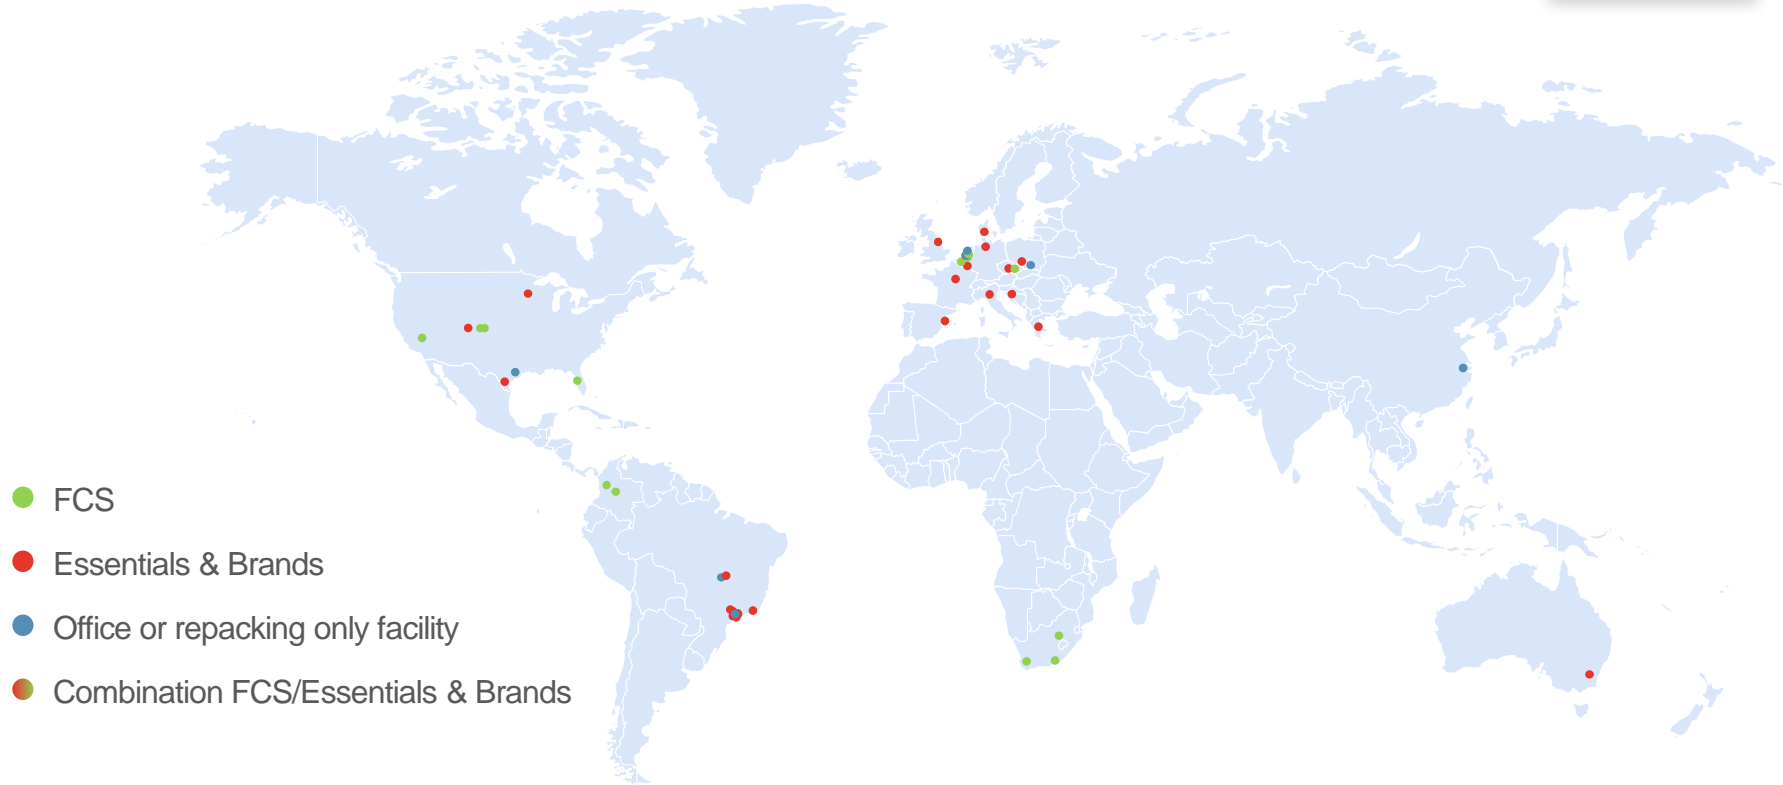 FCS
Essentials & Brands
Office or repacking only facility
Combination FCS/Essentials & Brands